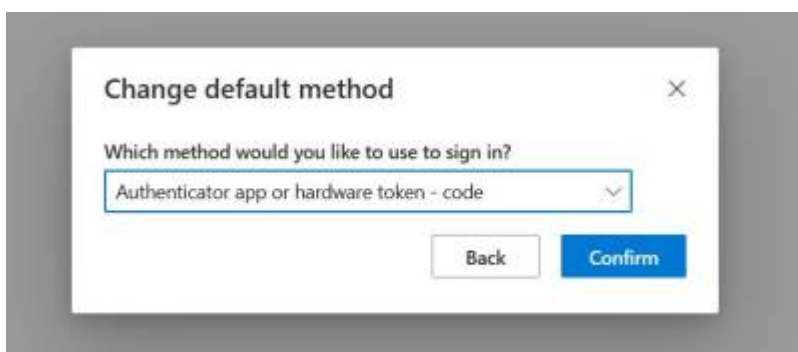 Change default method
Which method would you like to use to sign in?
Authenticator app or hardware token - code
Back
Confirm